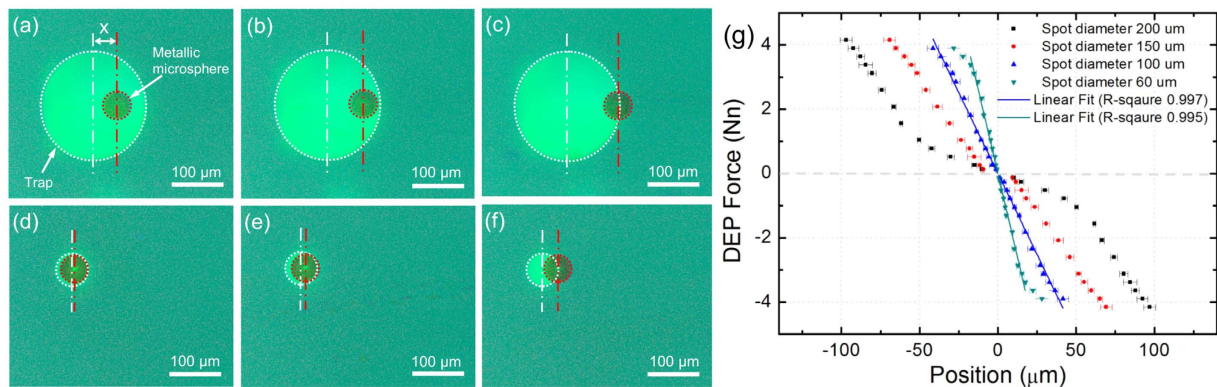 (a)
X
Metallic
microsphere
Trap
100 μm
(b)
100 μm
(c)
100 μm
(d)
100 μm
(e)
100 μm
(f)
100 μm
(g)
DEP Force (Nn)
4
2
0
-2
-4
Spot diameter 200 um
Spot diameter 150 um
Spot diameter 100 um
Spot diameter 60 um
Linear Fit (R-sqaure 0.997)
Linear Fit (R-sqaure 0.995)
-100 -50 0 50 100
Position (μm)